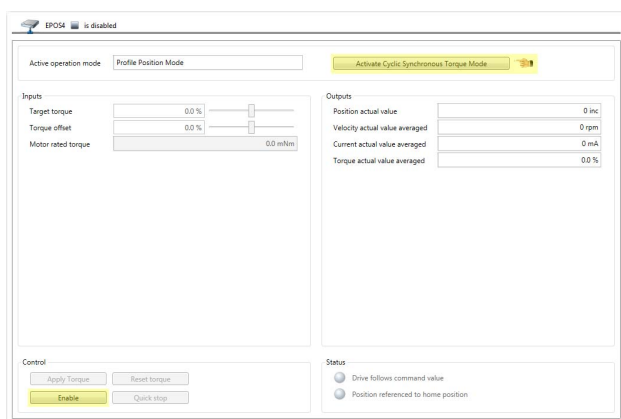 EPOS4 is disabled
Active operation mode Profile Position Mode Activate Cyclic Synchronous Torque Mode
Inputs
Target torque 0.0 %
Torque offset 0.0 %
Motor rated torque 0.0 mNm
Outputs
Position actual value 0 inc
Velocity actual value averaged 0 rpm
Current actual value averaged 0 mA
Torque actual value averaged 0.0 %
Control
Apply Torque Reset torque
Enable Quick stop
Status
Drive follows command value
Position referenced to home position